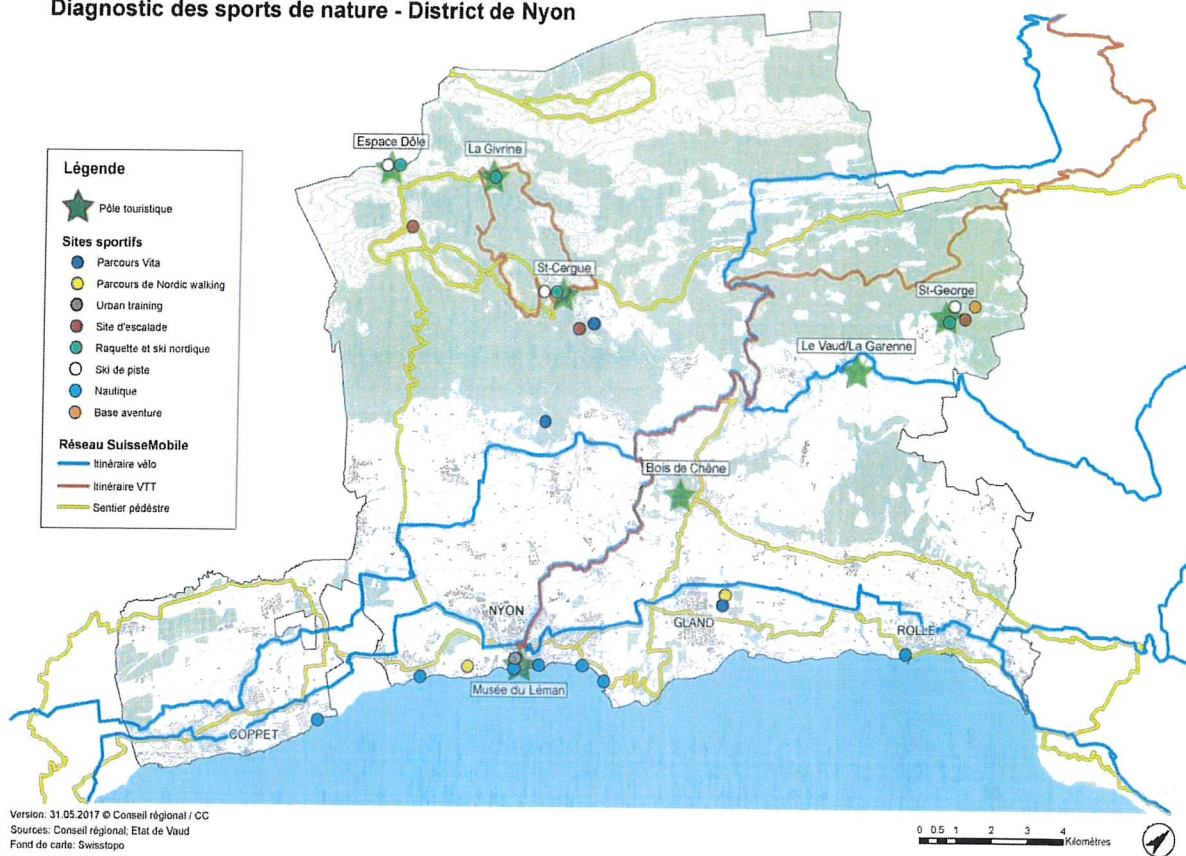 Diagnostic des sports de nature - District de Nyon
Espace Dôle
La Givrine
St-Cergue
St-George
Le Vaud/La Garenne
Bois de Chêne
NYON
GLAND
ROLLE
Musée du Léman
COPPET
Légende
Pôle touristique
Sites sportifs
Parcours Vita
Parcours de Nordic walking
Urban training
Site d'escalade
Raquette et ski nordique
Ski de piste
Nautique
Base aventure
Réseau SuisseMobile
Itinéraire vélo
Itinéraire VTT
Sentier pédéstre
Version: 31.05.2017 © Conseil régional / CC
Sources: Conseil régional; Etat de Vaud
Fond de carte: Swisstopo
0 0.5 1 2 3 4
Kilomètres